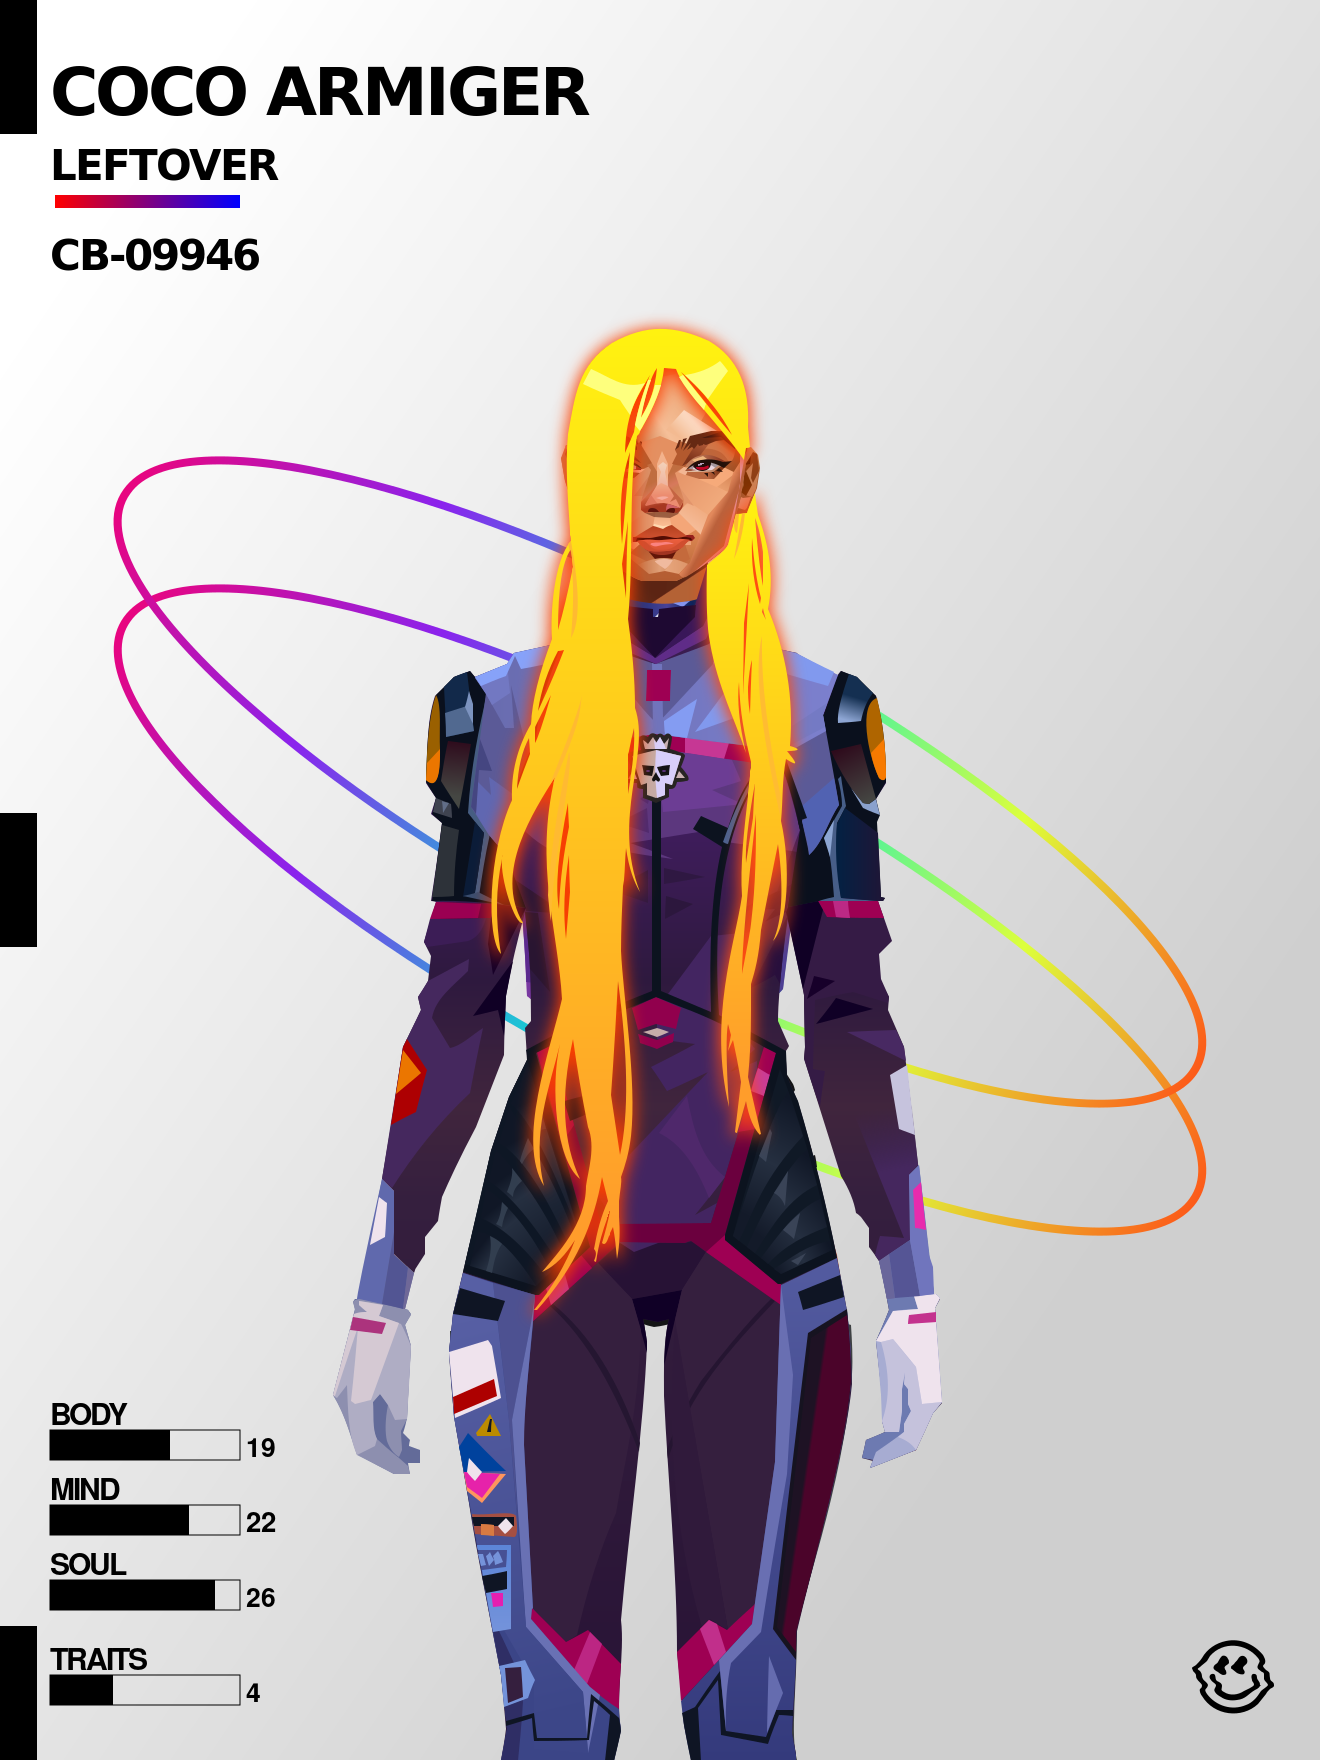 COCO ARMIGER
LEFTOVER
CB-09946
BODY
19
MIND
22
SOUL
26
TRAITS
4